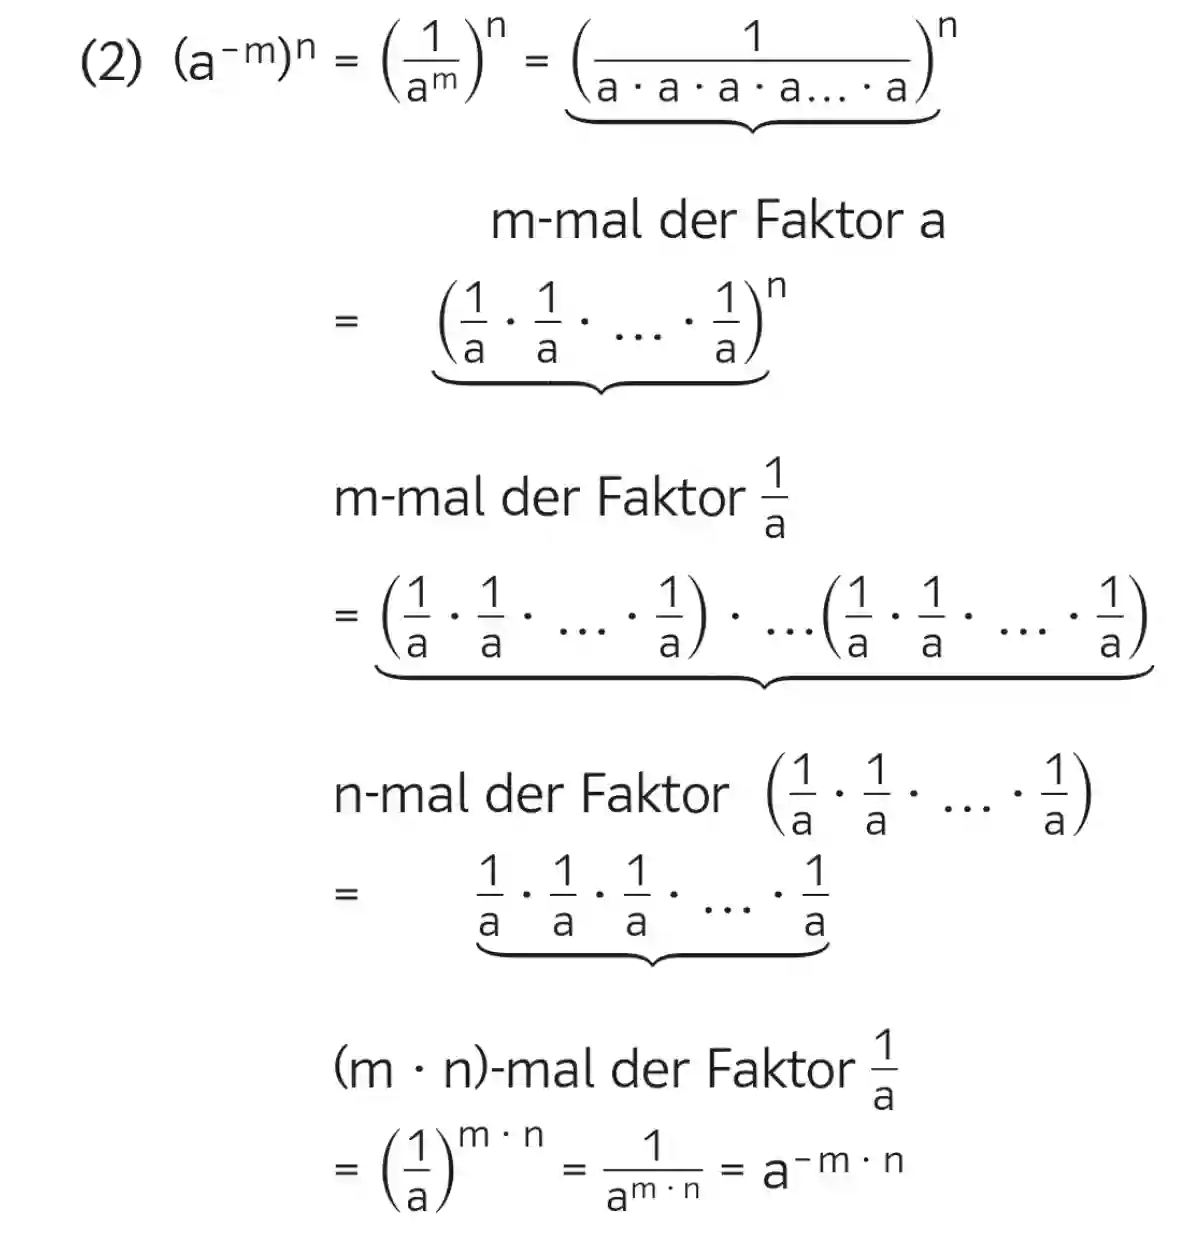 (2) (a⁻ᵐ)ⁿ = (1/aᵐ)ⁿ = (1/(a · a · a · a... · a))ⁿ
m-mal der Faktor a
= (1/a · 1/a · ... · 1/a)ⁿ
m-mal der Faktor 1/a
= (1/a · 1/a · ... · 1/a) · ...(1/a · 1/a · ... · 1/a)
n-mal der Faktor (1/a · 1/a · ... · 1/a)
= 1/a · 1/a · 1/a · ... · 1/a
(m · n)-mal der Faktor 1/a
= (1/a)^(m · n) = 1/a^(m · n) = a^(−m · n)